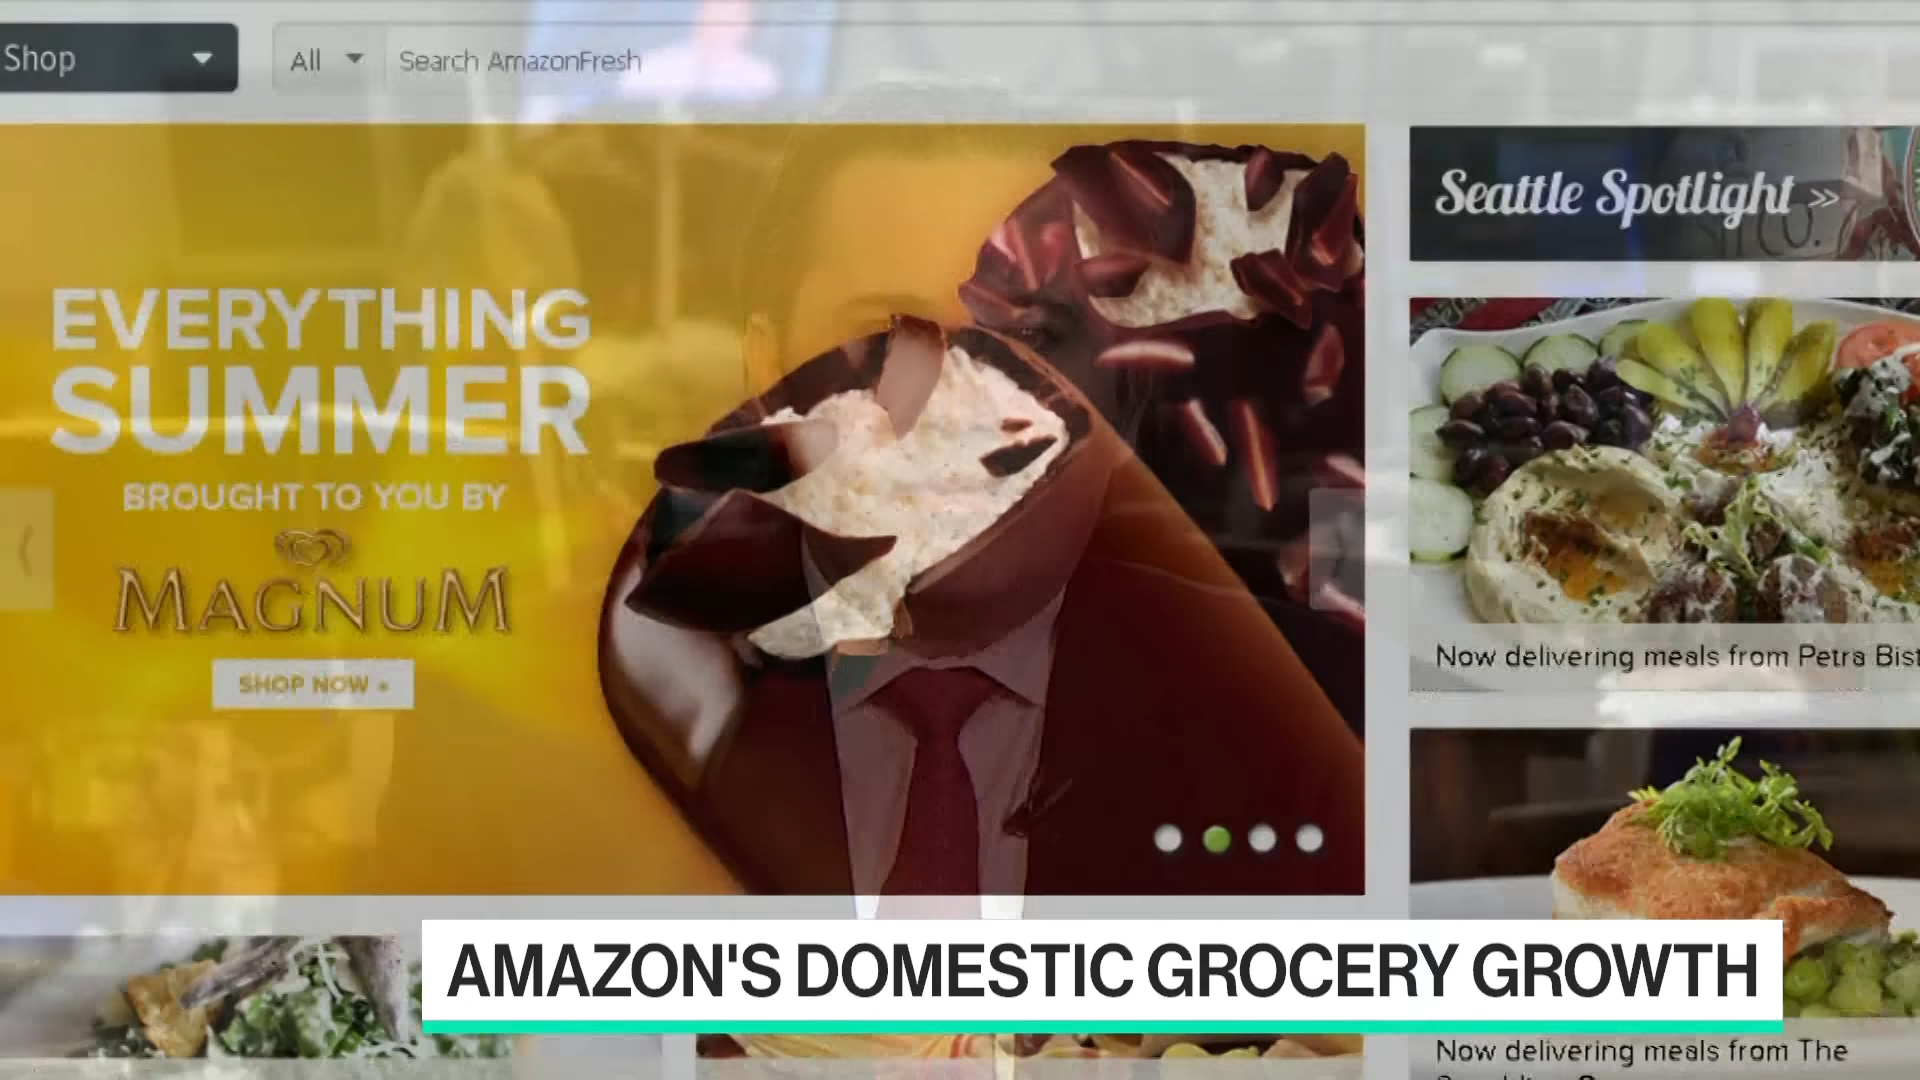 Shop
All
Search AmazonFresh
Seattle Spotlight »
EVERYTHING
SUMMER
BROUGHT TO YOU BY
MAGNUM
SHOP NOW »
Now delivering meals from Petra
AMAZON'S DOMESTIC GROCERY GROWTH
Now delivering meals from The